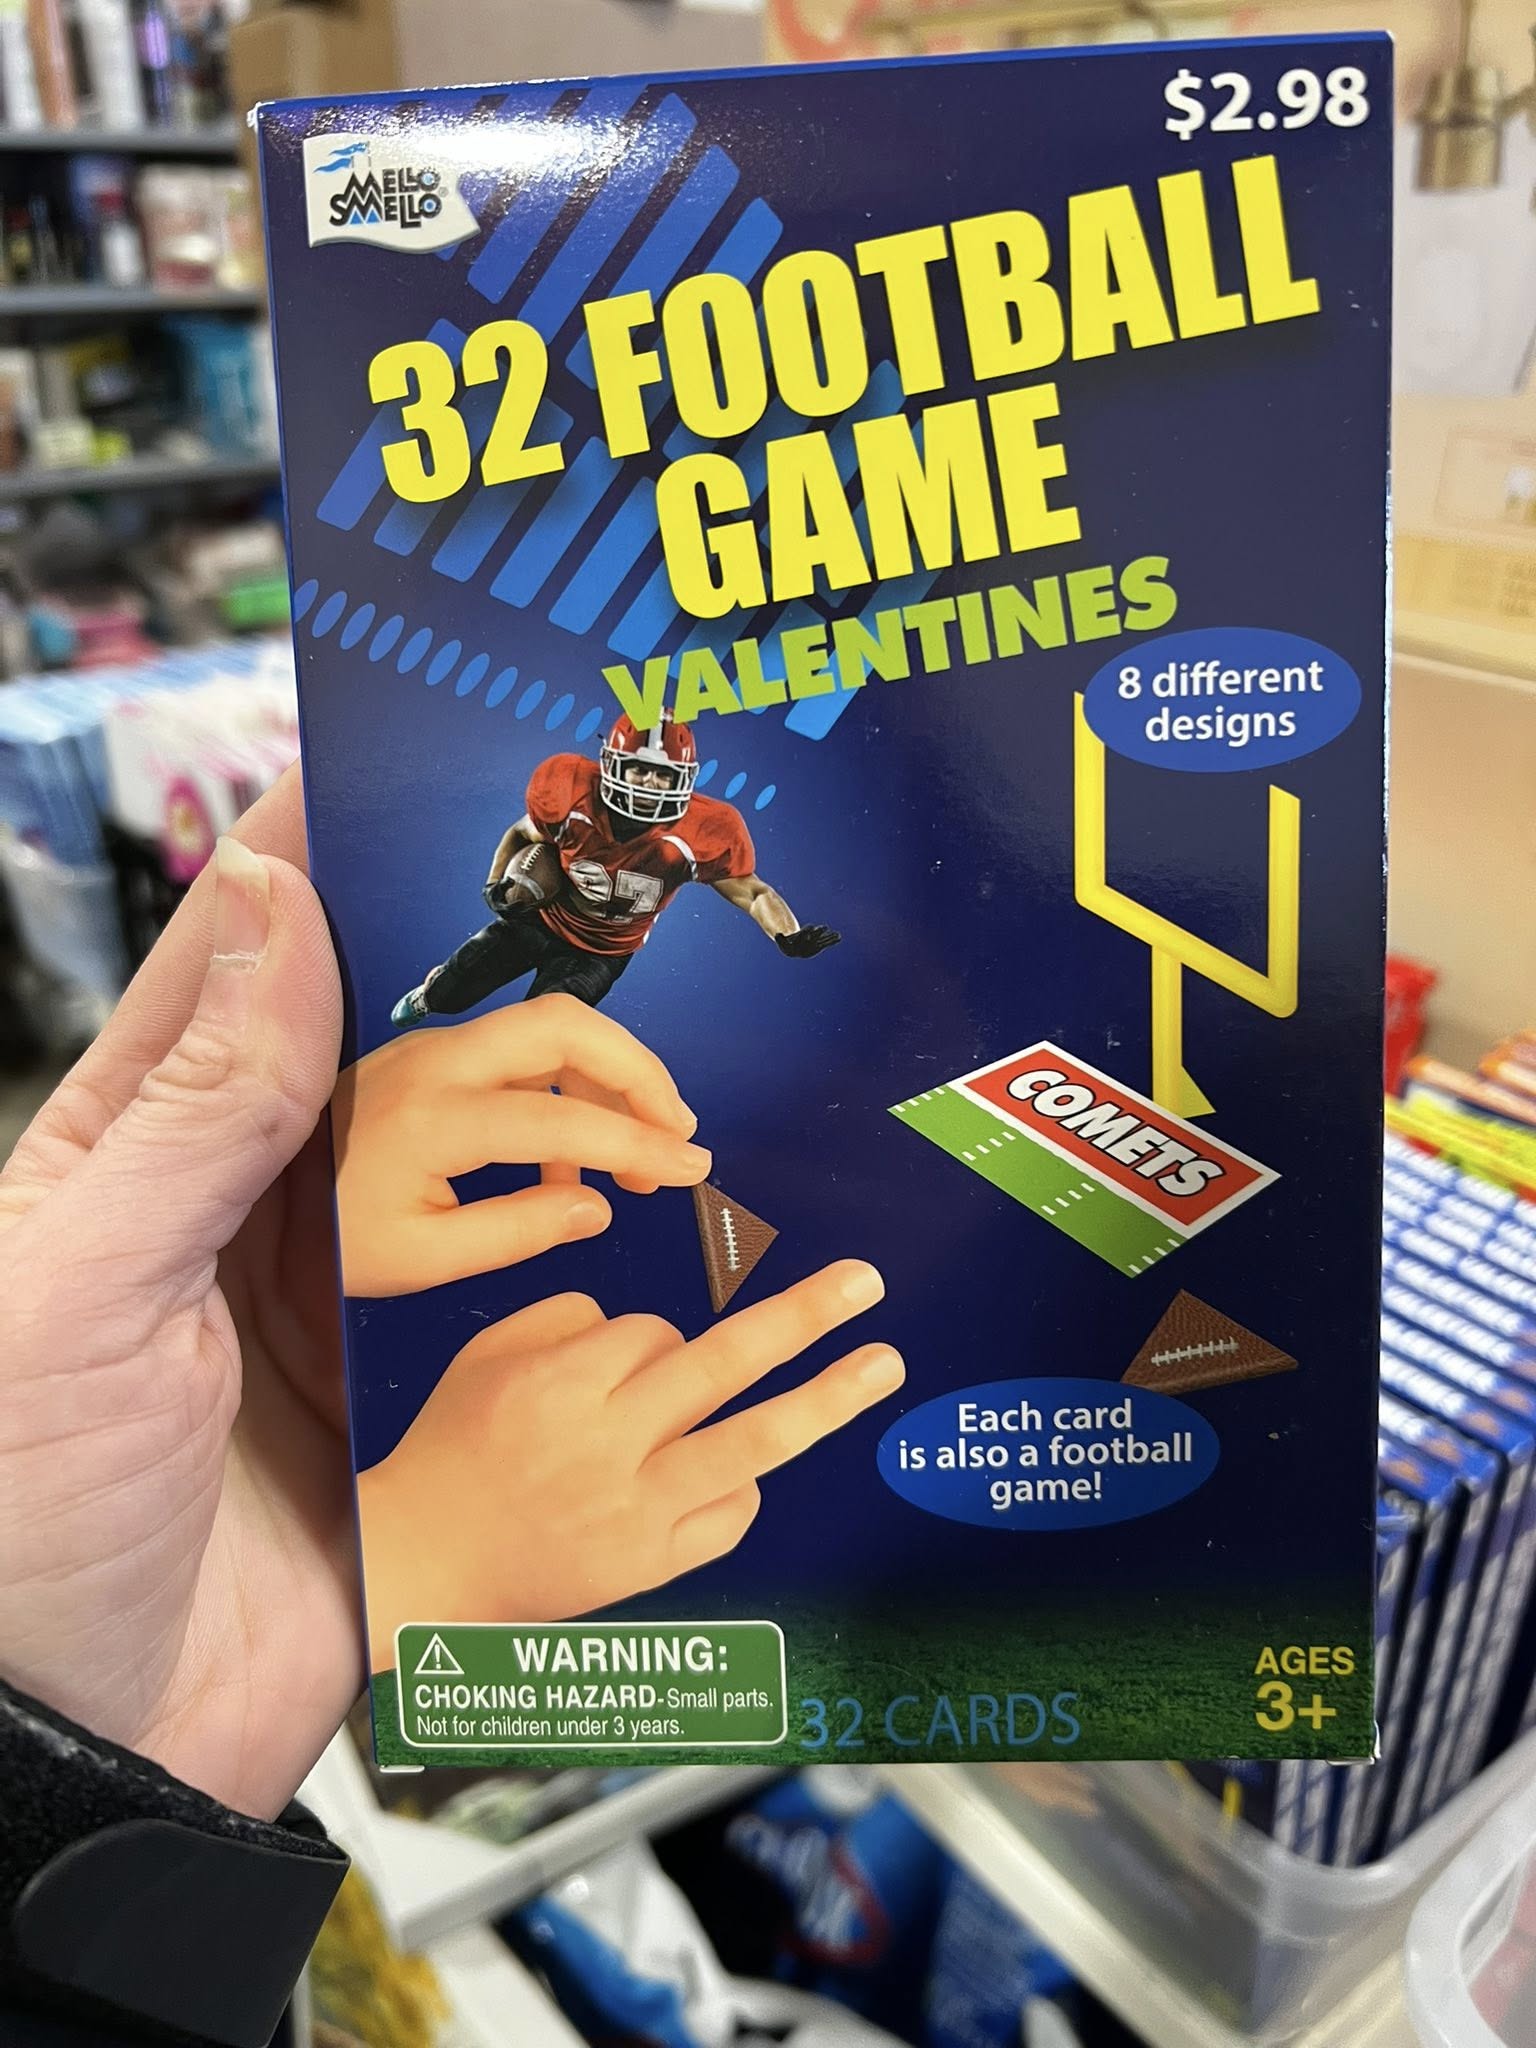 $2.98
MELLO
SMELLO®
32 FOOTBALL
GAME
VALENTINES
8 different
designs
27
COMETS
Each card
is also a football
game!
WARNING:
CHOKING HAZARD-Small parts.
Not for children under 3 years.
32 CARDS
AGES
3+